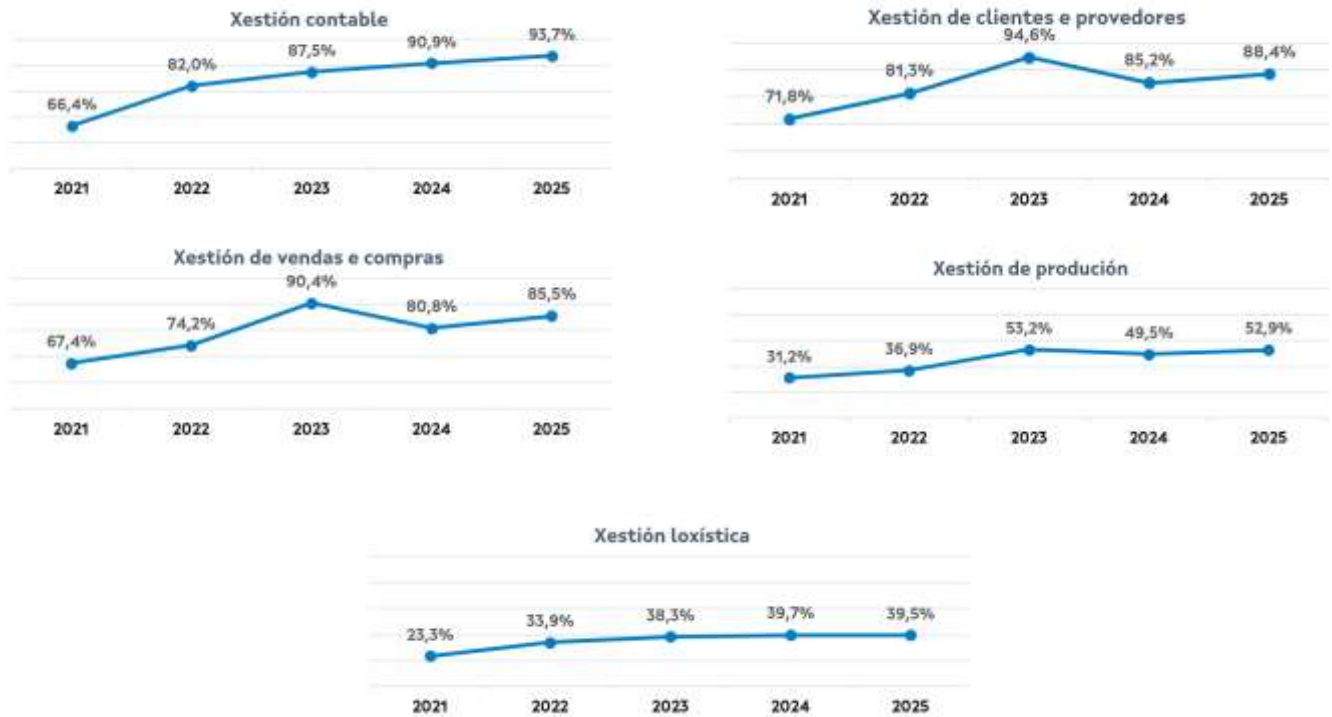 Xestión contable
66,4%
82,0%
87,5%
90,9%
93,7%
2021 2022 2023 2024 2025
Xestión de clientes e provedores
71,8%
81,3%
94,6%
85,2%
88,4%
2021 2022 2023 2024 2025
Xestión de vendas e compras
67,4%
74,2%
90,4%
80,8%
85,5%
2021 2022 2023 2024 2025
Xestión de produción
31,2%
36,9%
53,2%
49,5%
52,9%
2021 2022 2023 2024 2025
Xestión loxística
23,3%
33,9%
38,3%
39,7%
39,5%
2021 2022 2023 2024 2025